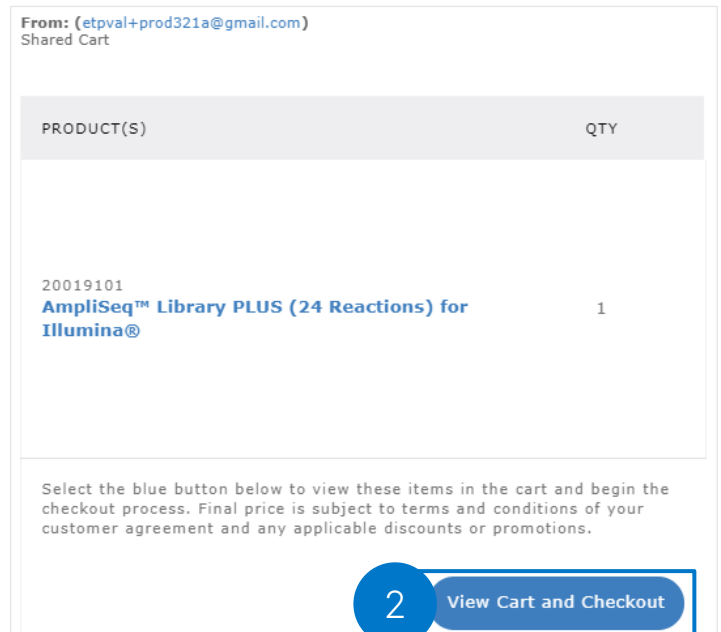 From: (etpval+prod321a@gmail.com)
Shared Cart
PRODUCT(S) QTY
20019101
AmpliSeq™ Library PLUS (24 Reactions) for
Illumina®
1
Select the blue button below to view these items in the cart and begin the
checkout process. Final price is subject to terms and conditions of your
customer agreement and any applicable discounts or promotions.
2 View Cart and Checkout